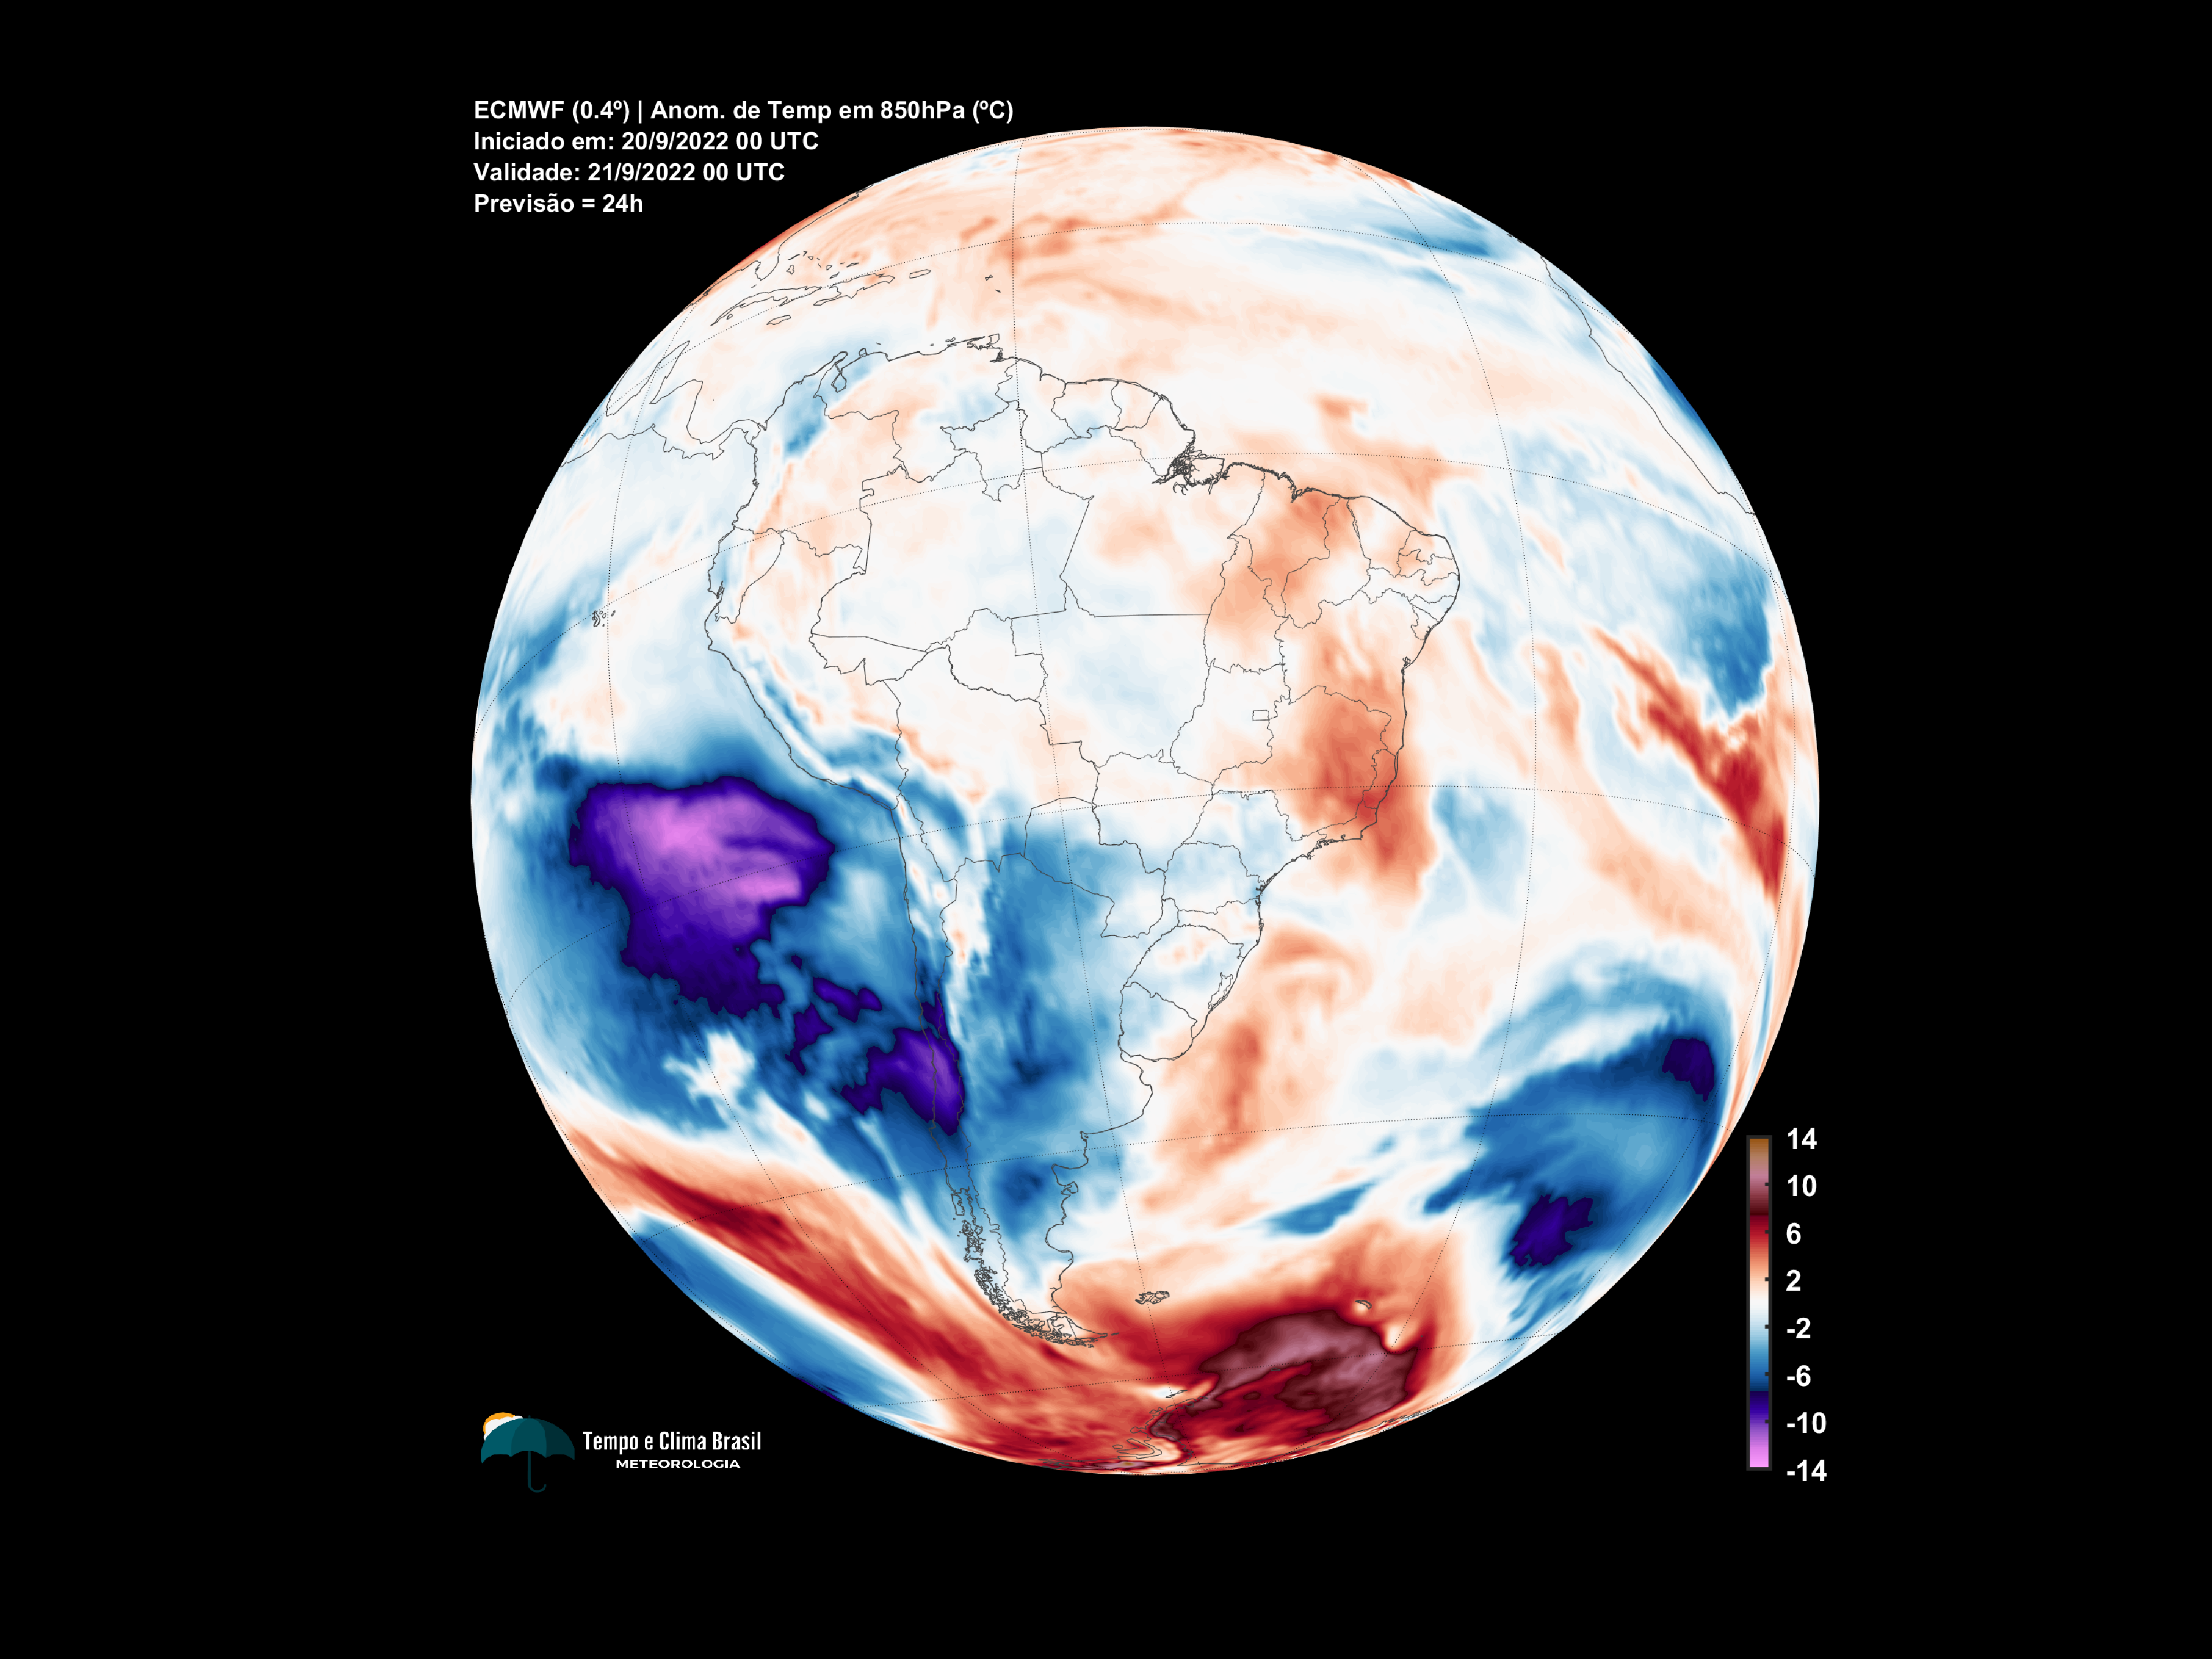 ECMWF (0.4º) | Anom. de Temp em 850hPa (ºC)
Iniciado em: 20/9/2022 00 UTC
Validade: 21/9/2022 00 UTC
Previsão = 24h
14
10
6
2
-2
-6
-10
-14
Tempo e Clima Brasil
METEOROLOGIA